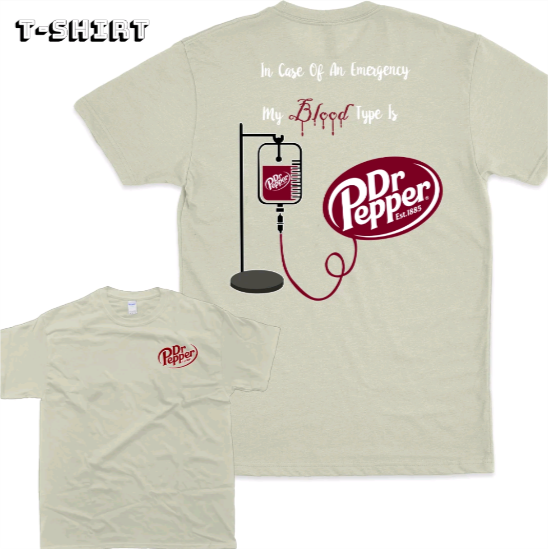 T-SHIRT
In Case Of An Emergency
My Blood Type Is
Dr
Pepper
Dr
Pepper®
Est.1885
Dr
Pepper